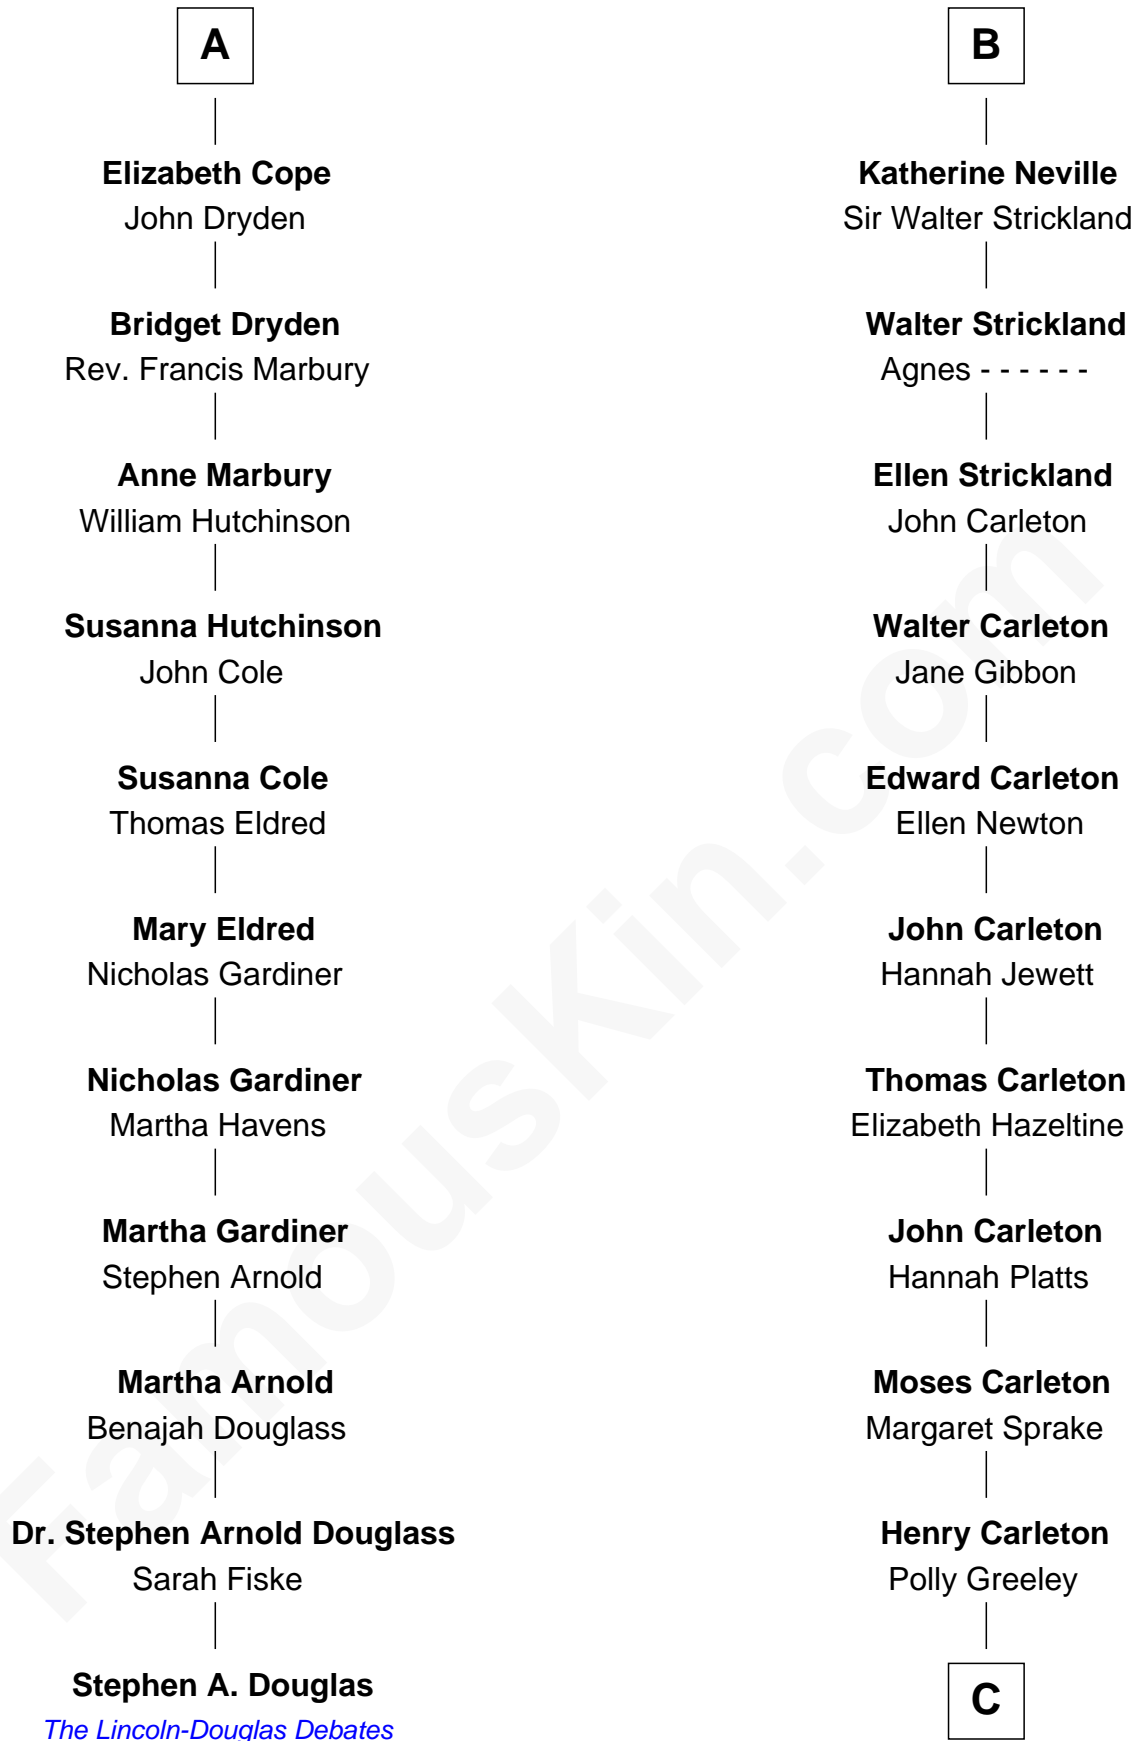 A
Elizabeth Cope
John Dryden
Bridget Dryden
Rev. Francis Marbury
Anne Marbury
William Hutchinson
Susanna Hutchinson
John Cole
Susanna Cole
Thomas Eldred
Mary Eldred
Nicholas Gardiner
Nicholas Gardiner
Martha Havens
Martha Gardiner
Stephen Arnold
Martha Arnold
Benajah Douglass
Dr. Stephen Arnold Douglass
Sarah Fiske
Stephen A. Douglas
The Lincoln-Douglas Debates
B
Katherine Neville
Sir Walter Strickland
Walter Strickland
Agnes - - - - - -
Ellen Strickland
John Carleton
Walter Carleton
Jane Gibbon
Edward Carleton
Ellen Newton
John Carleton
Hannah Jewett
Thomas Carleton
Elizabeth Hazeltine
John Carleton
Hannah Platts
Moses Carleton
Margaret Sprake
Henry Carleton
Polly Greeley
C
FamousKin.com